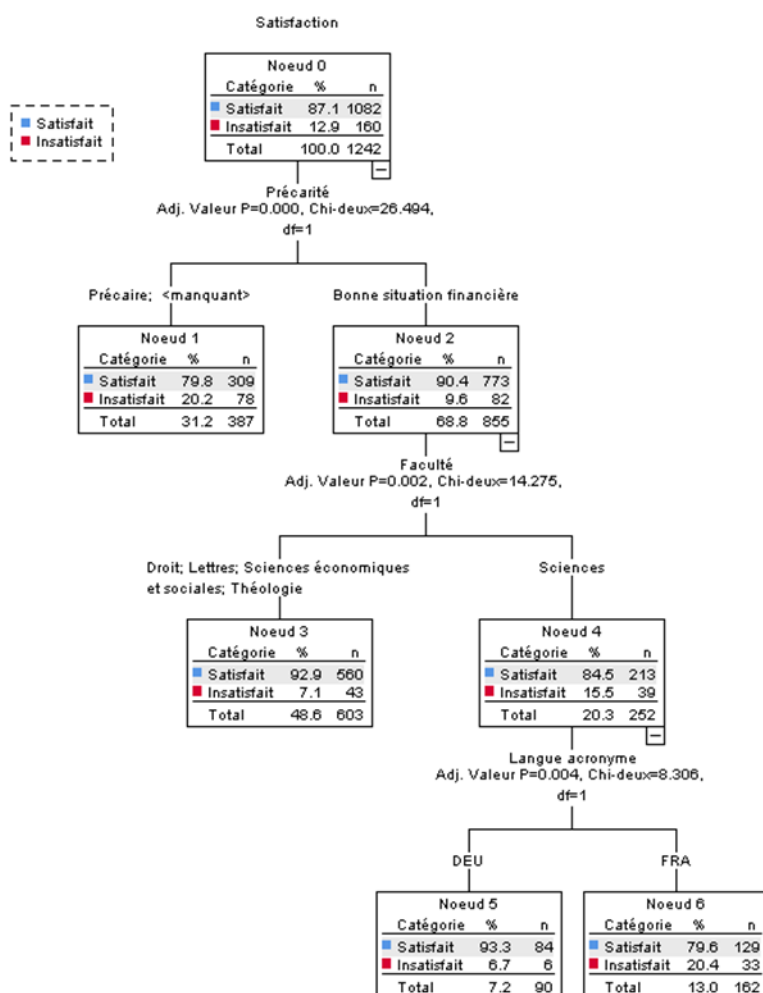 Satisfaction
Satisfait
Insatisfait
Noeud 0
Catégorie % n
Satisfait 87.1 1082
Insatisfait 12.9 160
Total 100.0 1242
Précarité
Adj. Valeur P=0.000, Chi-deux=26.494,
df=1
Précaire; <manquant>
Noeud 1
Catégorie % n
Satisfait 79.8 309
Insatisfait 20.2 78
Total 31.2 387
Bonne situation financière
Noeud 2
Catégorie % n
Satisfait 90.4 773
Insatisfait 9.6 82
Total 68.8 855
Faculté
Adj. Valeur P=0.002, Chi-deux=14.275,
df=1
Droit; Lettres; Sciences économiques
et sociales; Théologie
Noeud 3
Catégorie % n
Satisfait 92.9 560
Insatisfait 7.1 43
Total 48.6 603
Sciences
Noeud 4
Catégorie % n
Satisfait 84.5 213
Insatisfait 15.5 39
Total 20.3 252
Langue acronyme
Adj. Valeur P=0.004, Chi-deux=8.306,
df=1
DEU
Noeud 5
Catégorie % n
Satisfait 93.3 84
Insatisfait 6.7 6
Total 7.2 90
FRA
Noeud 6
Catégorie % n
Satisfait 79.6 129
Insatisfait 20.4 33
Total 13.0 162